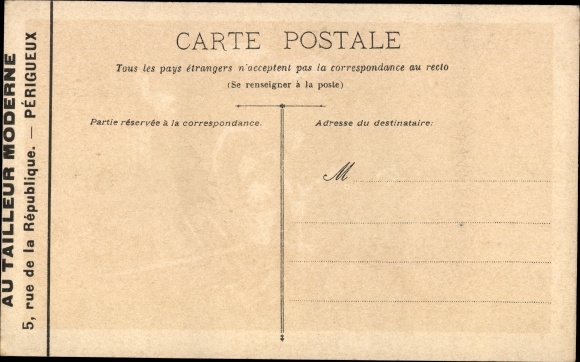 AU TAILLEUR MODERNE
5, rue de la République. — PÉRIGUEUX
CARTE POSTALE
Tous les pays étrangers n'acceptent pas la correspondance au recto
(Se renseigner à la poste)
Partie réservée à la correspondance.
Adresse du destinataire:
M